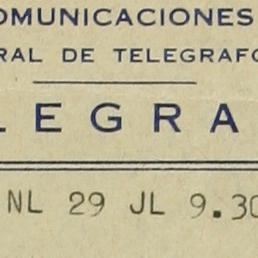 OMUNICACIONES
RAL DE TELEGRAFO
LEGRA
NL 29 JL 9.30